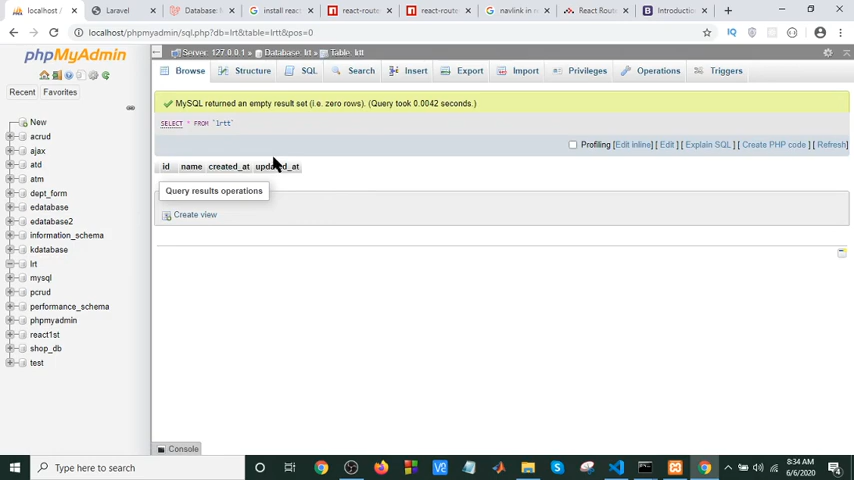 localhost /
Laravel
Database:
install react
react-route
react-route
navlink in r
React Rout
Introduction
localhost/phpmyadmin/sql.php?db=lrt&table=lrtt&pos=0
phpMyAdmin
Recent
Favorites
New
acrud
ajax
atd
atm
dept_form
edatabase
edatabase2
information_schema
kdatabase
lrt
mysql
pcrud
performance_schema
phpmyadmin
react1st
shop_db
test
Server: 127.0.0.1 » Database: lrt » Table: lrtt
Browse
Structure
SQL
Search
Insert
Export
Import
Privileges
Operations
Triggers
MySQL returned an empty result set (i.e. zero rows). (Query took 0.0042 seconds.)
SELECT * FROM `lrtt`
Profiling [Edit inline] [ Edit ] [ Explain SQL ] [ Create PHP code ] [ Refresh]
id name created_at updated_at
Query results operations
Create view
Console
Type here to search
8:34 AM
6/6/2020
4